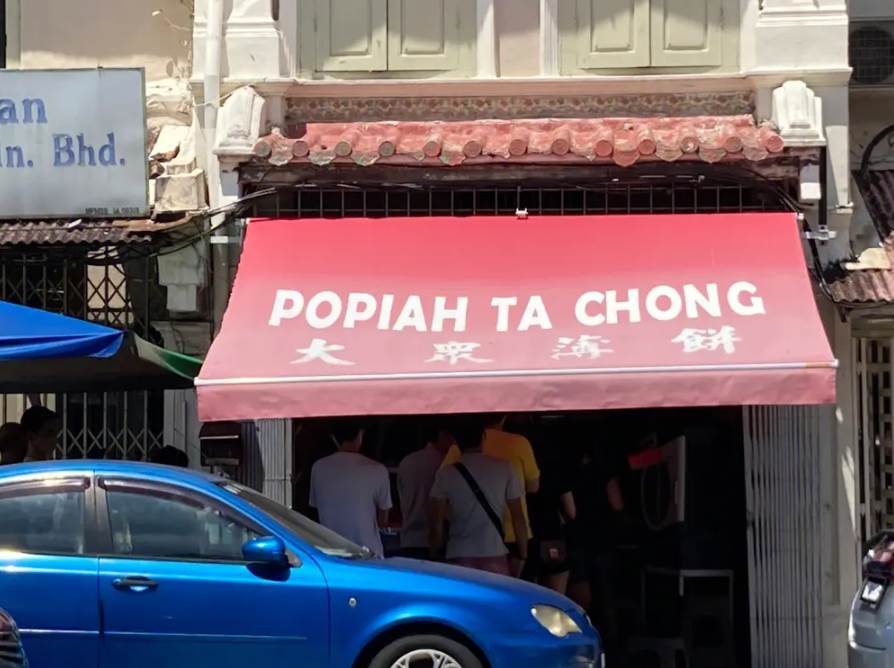 an
n. Bhd.
POPIAH TA CHONG
大眾薄餅